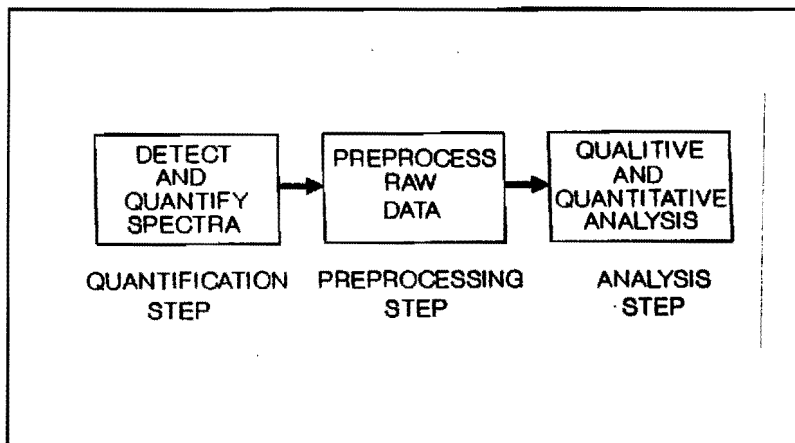 DETECT
AND
QUANTIFY
SPECTRA
PREPROCESS
RAW
DATA
QUALITIVE
AND
QUANTITATIVE
ANALYSIS
QUANTIFICATION
STEP
PREPROCESSING
STEP
ANALYSIS
STEP